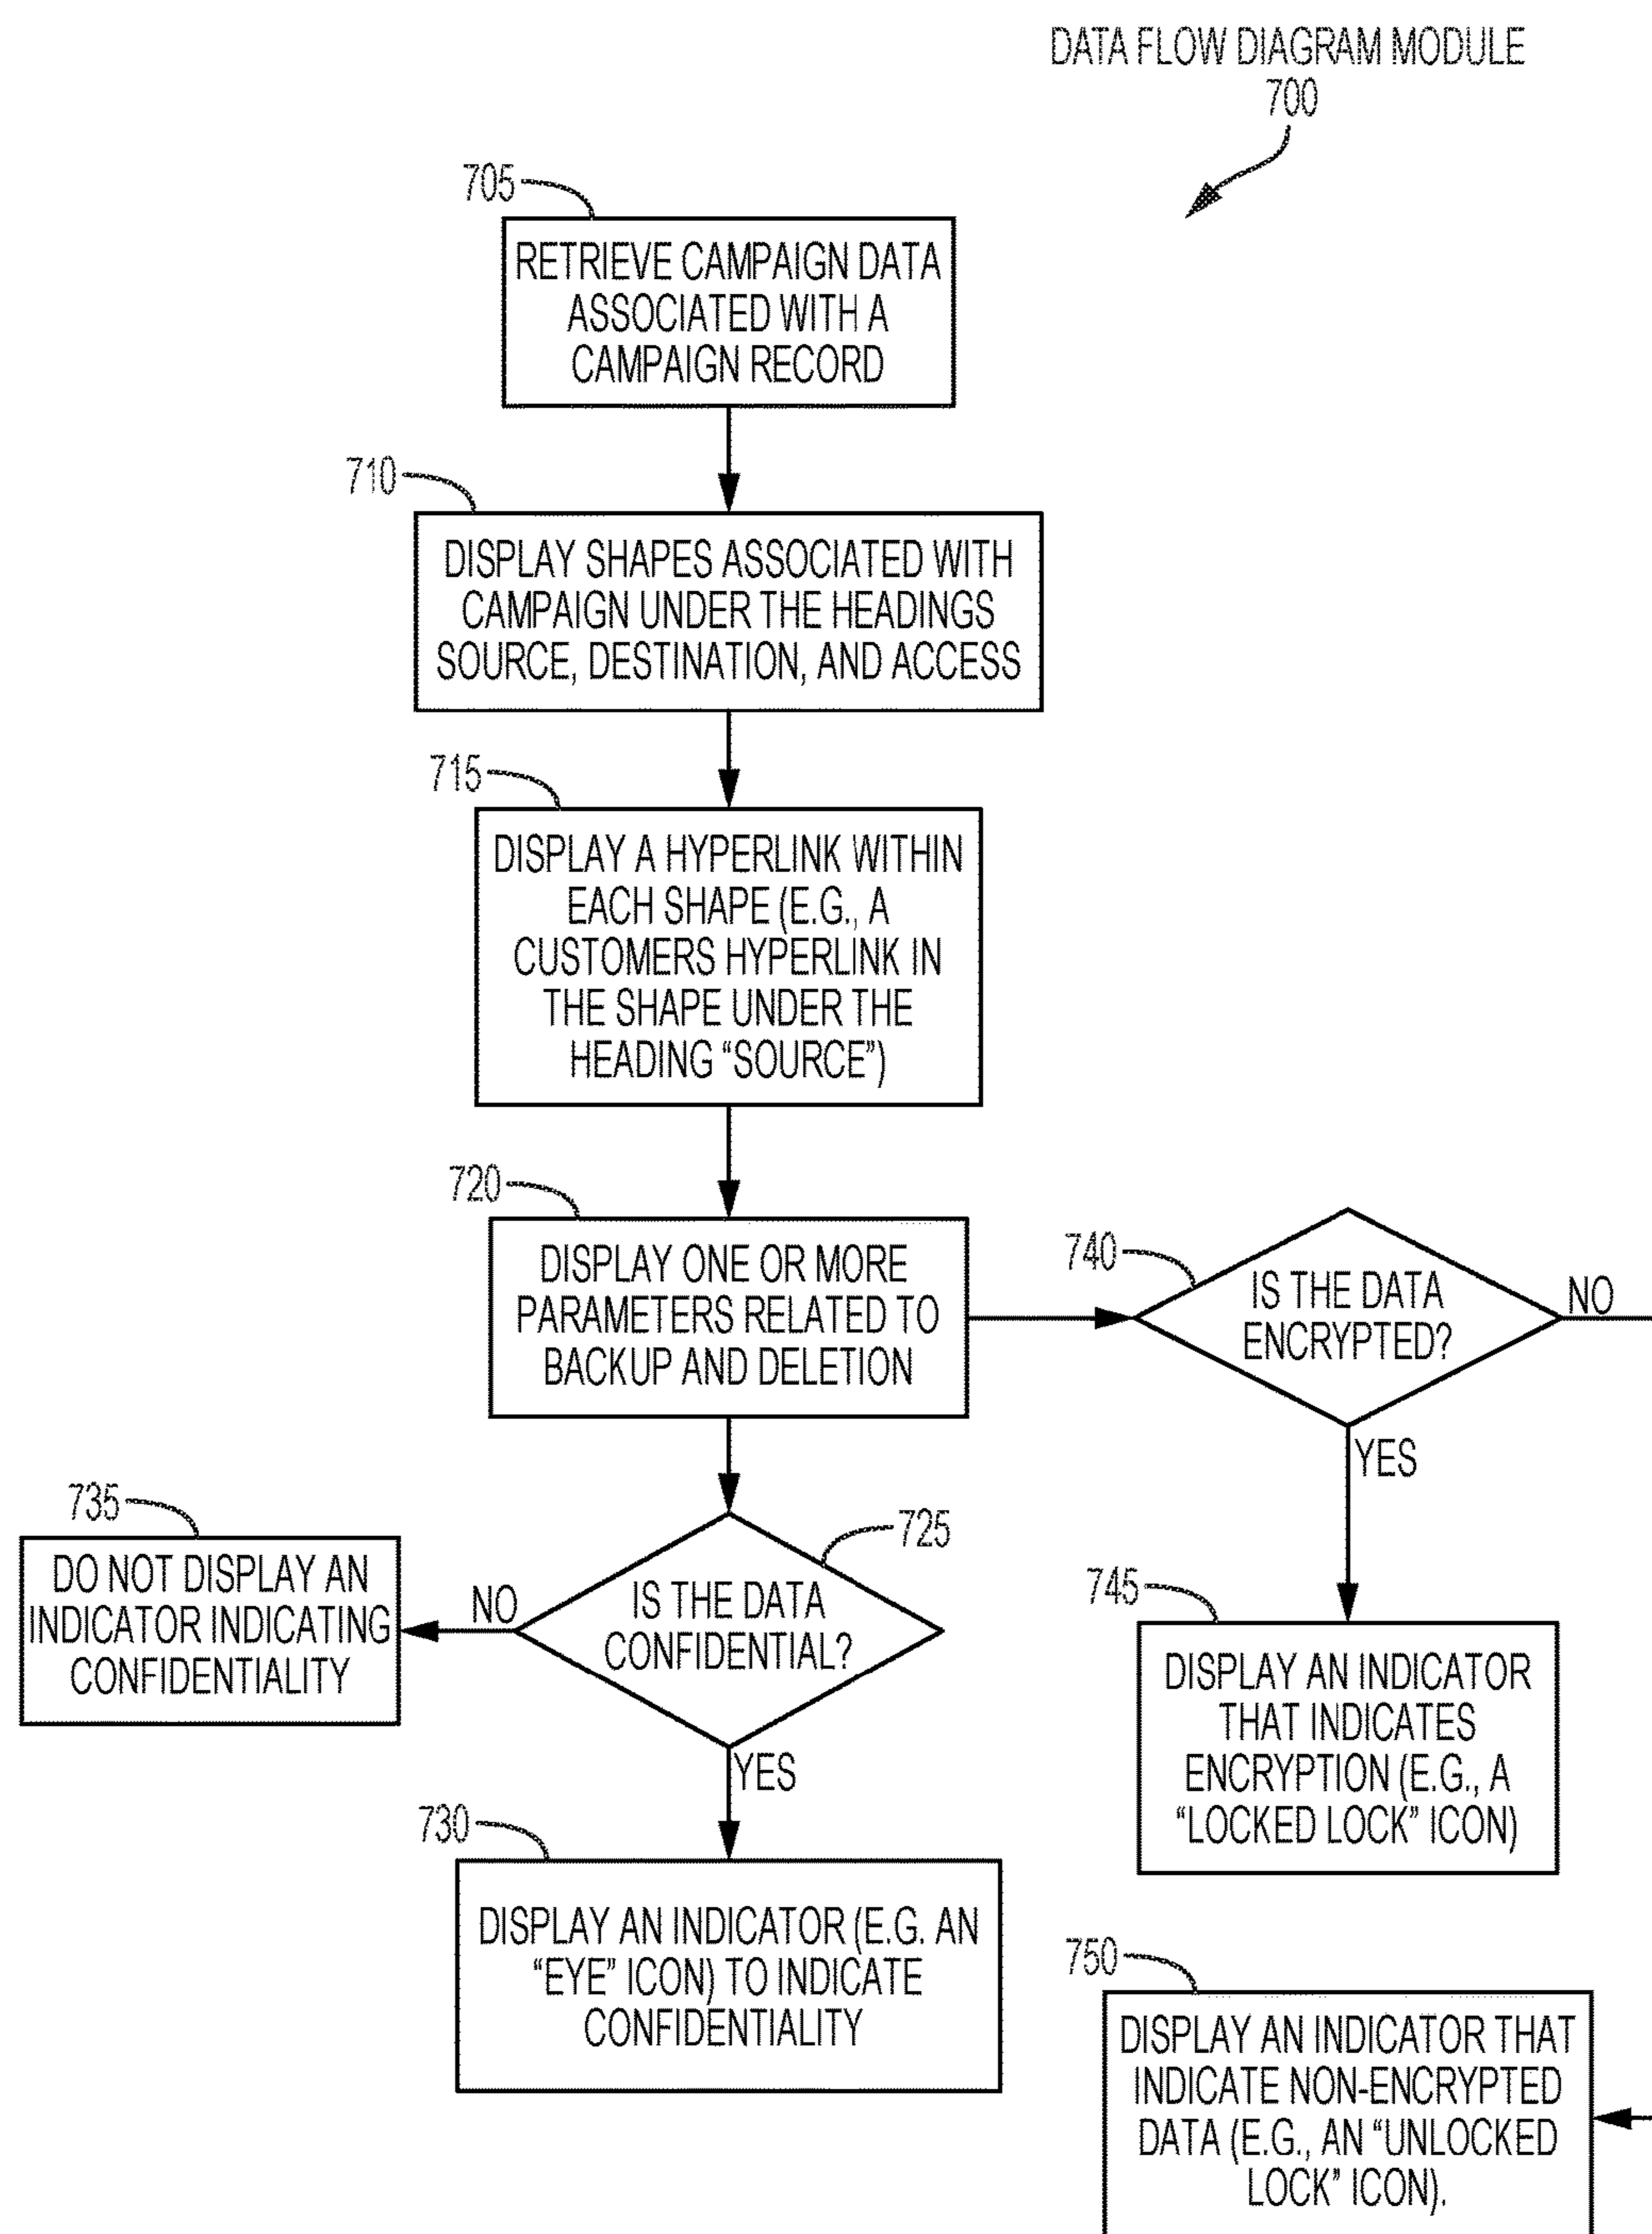 DATA FLOW DIAGRAM MODULE
700
705
RETRIEVE CAMPAIGN DATA
ASSOCIATED WITH A
CAMPAIGN RECORD
710
DISPLAY SHAPES ASSOCIATED WITH
CAMPAIGN UNDER THE HEADINGS
SOURCE, DESTINATION, AND ACCESS
715
DISPLAY A HYPERLINK WITHIN
EACH SHAPE (E.G., A
CUSTOMERS HYPERLINK IN
THE SHAPE UNDER THE
HEADING “SOURCE”)
720
DISPLAY ONE OR MORE
PARAMETERS RELATED TO
BACKUP AND DELETION
740
IS THE DATA
ENCRYPTED?
NO
YES
725
IS THE DATA
CONFIDENTIAL?
NO
YES
735
DO NOT DISPLAY AN
INDICATOR INDICATING
CONFIDENTIALITY
745
DISPLAY AN INDICATOR
THAT INDICATES
ENCRYPTION (E.G., A
“LOCKED LOCK” ICON)
730
DISPLAY AN INDICATOR (E.G. AN
“EYE” ICON) TO INDICATE
CONFIDENTIALITY
750
DISPLAY AN INDICATOR THAT
INDICATE NON-ENCRYPTED
DATA (E.G., AN “UNLOCKED
LOCK” ICON).